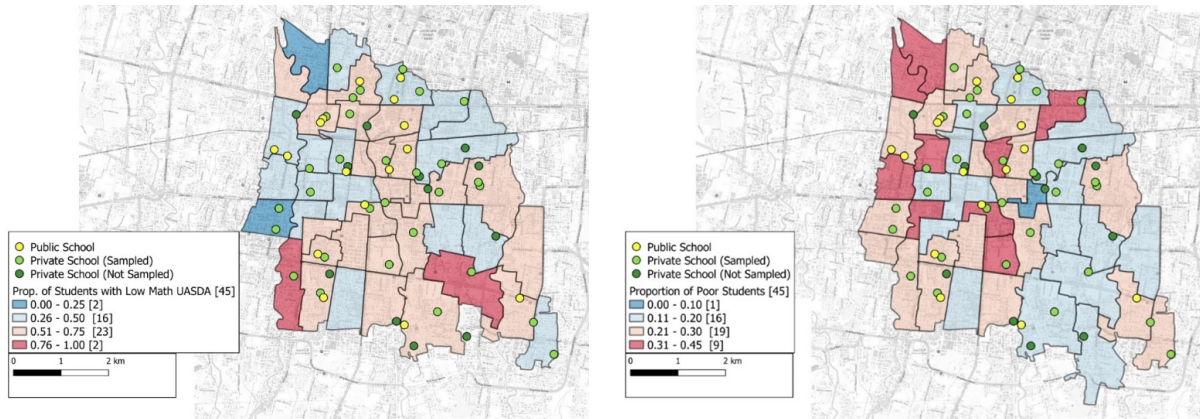 Public School
Private School (Sampled)
Private School (Not Sampled)
Prop. of Students with Low Math UASDA [45]
0.00 - 0.25 [2]
0.26 - 0.50 [16]
0.51 - 0.75 [23]
0.76 - 1.00 [2]
0 1 2 km
Public School
Private School (Sampled)
Private School (Not Sampled)
Proportion of Poor Students [45]
0.00 - 0.10 [1]
0.11 - 0.20 [16]
0.21 - 0.30 [19]
0.31 - 0.45 [9]
0 1 2 km